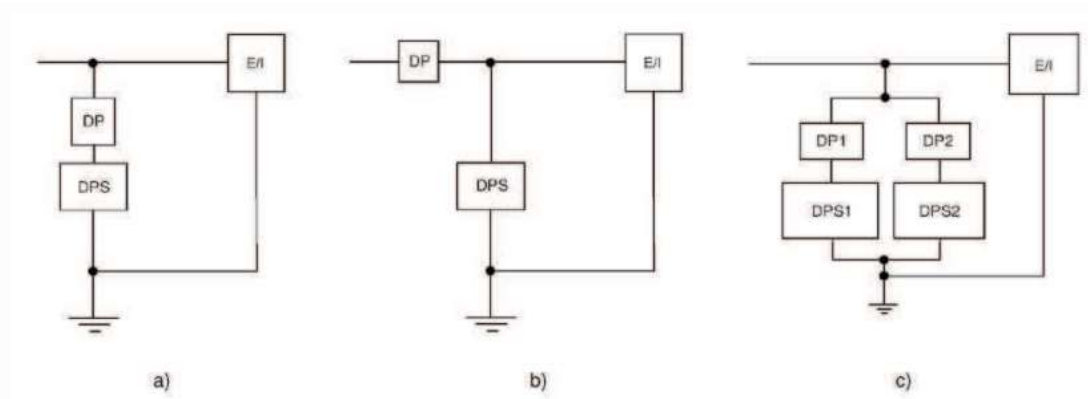 E/I
DP
DPS
a)
DP
E/I
DPS
b)
E/I
DP1
DP2
DPS1
DPS2
c)